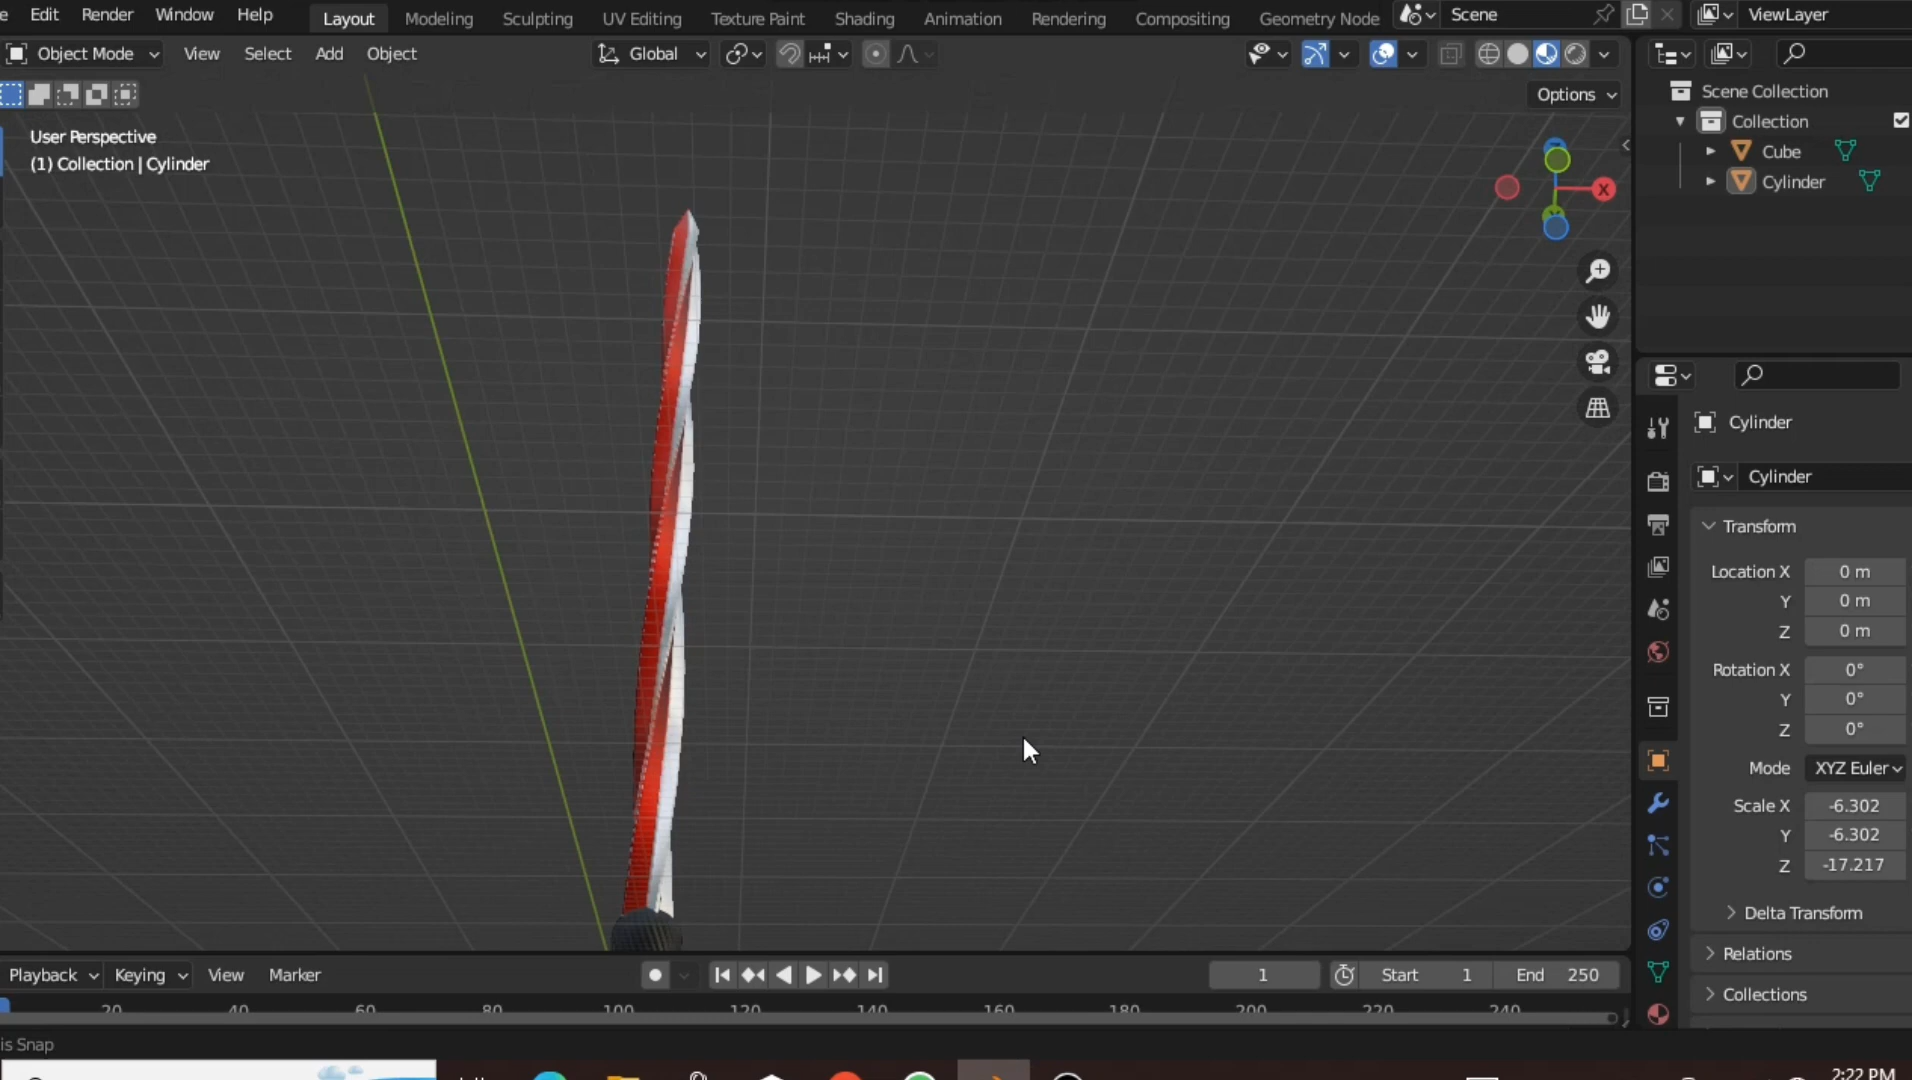 Edit Render Window Help Layout Modeling Sculpting UV Editing Texture Paint Shading Animation Rendering Compositing Geometry Node Scene ViewLayer
Object Mode View Select Add Object Global
Options
User Perspective
(1) Collection | Cylinder
X
Scene Collection
Collection
Cube
Cylinder
Cylinder
Cylinder
Transform
Location X 0 m
Y 0 m
Z 0 m
Rotation X 0°
Y 0°
Z 0°
Mode XYZ Euler
Scale X -6.302
Y -6.302
Z -17.217
Delta Transform
Relations
Collections
Playback Keying View Marker 1 Start 1 End 250
20 40 60 80 100 120 140 160 180 200 220 240
is Snap
2:22 PM